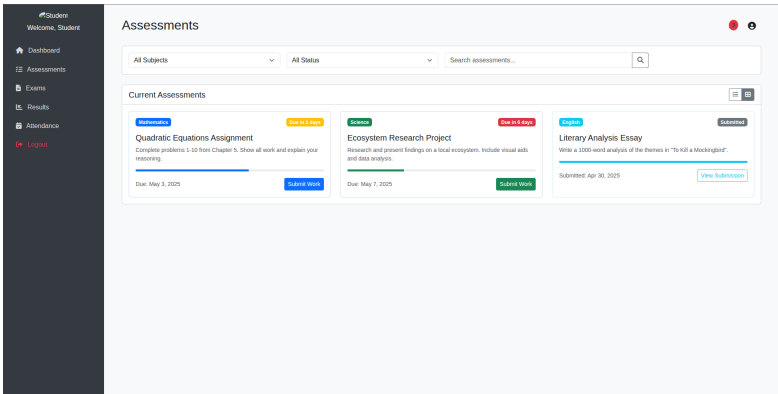 Student
Welcome, Student
Dashboard
Assessments
Exams
Results
Attendance
Logout
Assessments
All Subjects
All Status
Search assessments...
Current Assessments
Mathematics
Due in 2 days
Quadratic Equations Assignment
Complete problems 1-10 from Chapter 5. Show all work and explain your
reasoning.
Due: May 3, 2025
Submit Work
Science
Due in 6 days
Ecosystem Research Project
Research and present findings on a local ecosystem. Include visual aids
and data analysis.
Due: May 7, 2025
Submit Work
English
Submitted
Literary Analysis Essay
Write a 1000-word analysis of the themes in "To Kill a Mockingbird".
Submitted: Apr 30, 2025
View Submission